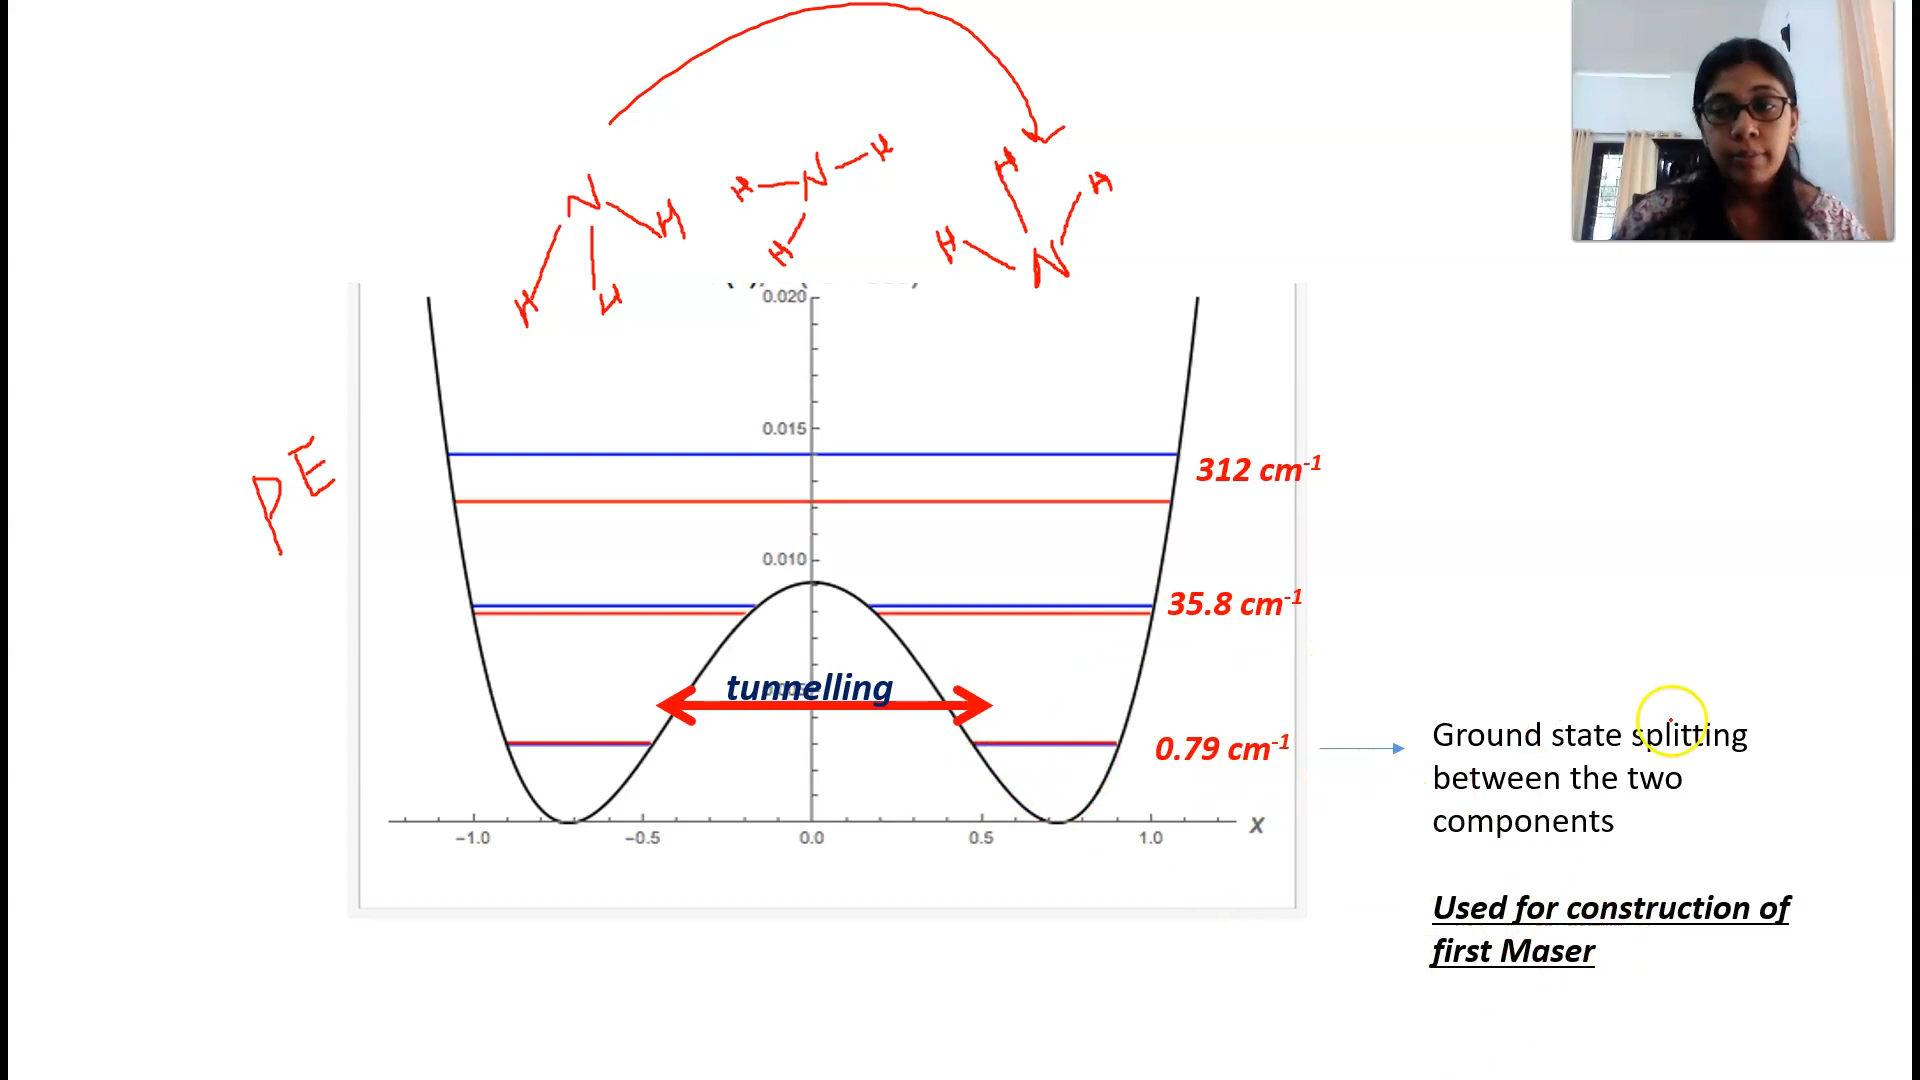 N
H
H
H
N
H
H
H
N
H
H
H
PE
0.020
0.015
312 cm-1
0.010
35.8 cm-1
tunnelling
0.79 cm-1
Ground state splitting
between the two
components
−1.0
−0.5
0.0
0.5
1.0
X
Used for construction of
first Maser